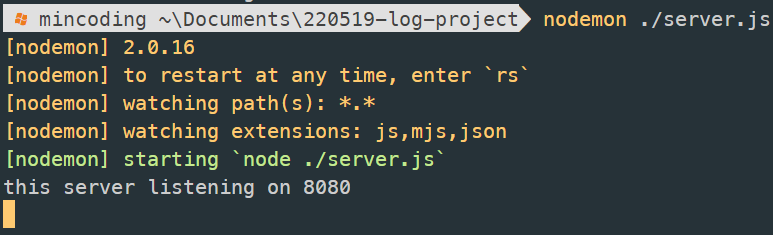 mincoding ~\Documents\220519-log-project nodemon ./server.js
[nodemon] 2.0.16
[nodemon] to restart at any time, enter `rs`
[nodemon] watching path(s): *.*
[nodemon] watching extensions: js,mjs,json
[nodemon] starting `node ./server.js`
this server listening on 8080